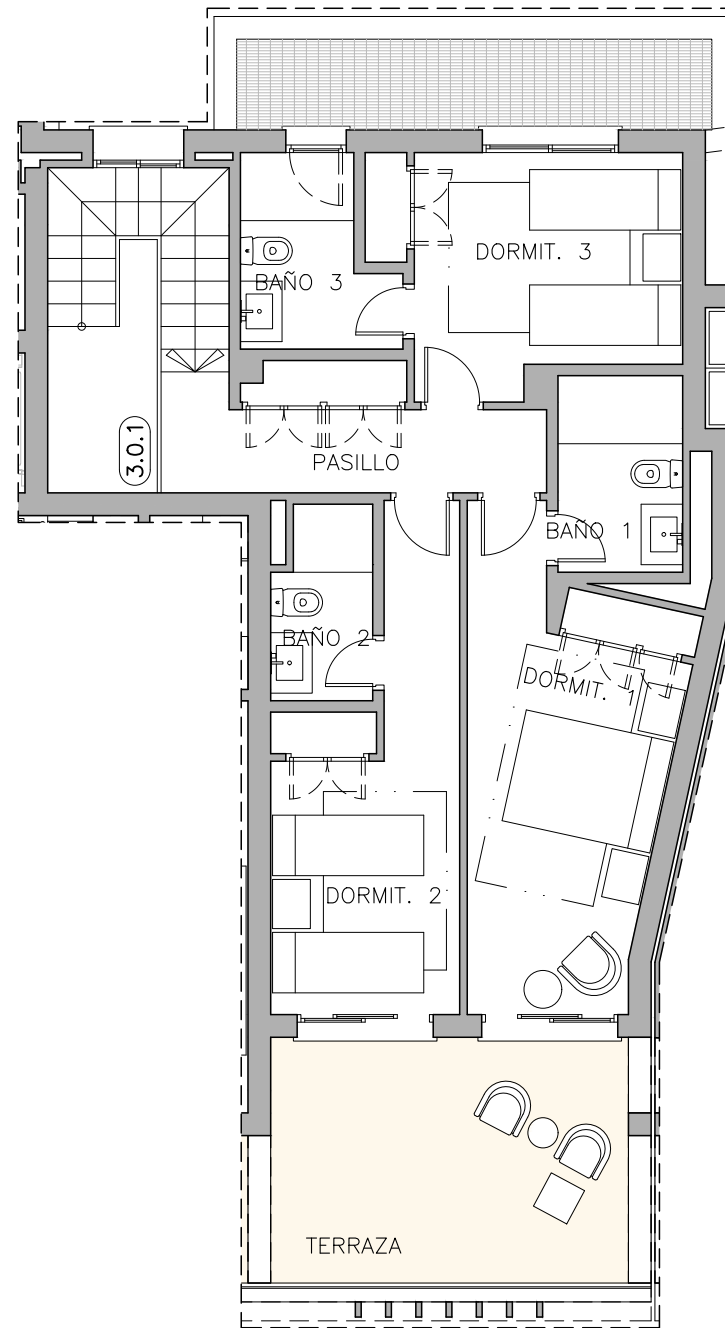 DORMIT. 3
BAÑO 3
3.0.1
PASILLO
BAÑO 1
BAÑO 2
DORMIT. 1
DORMIT. 2
TERRAZA